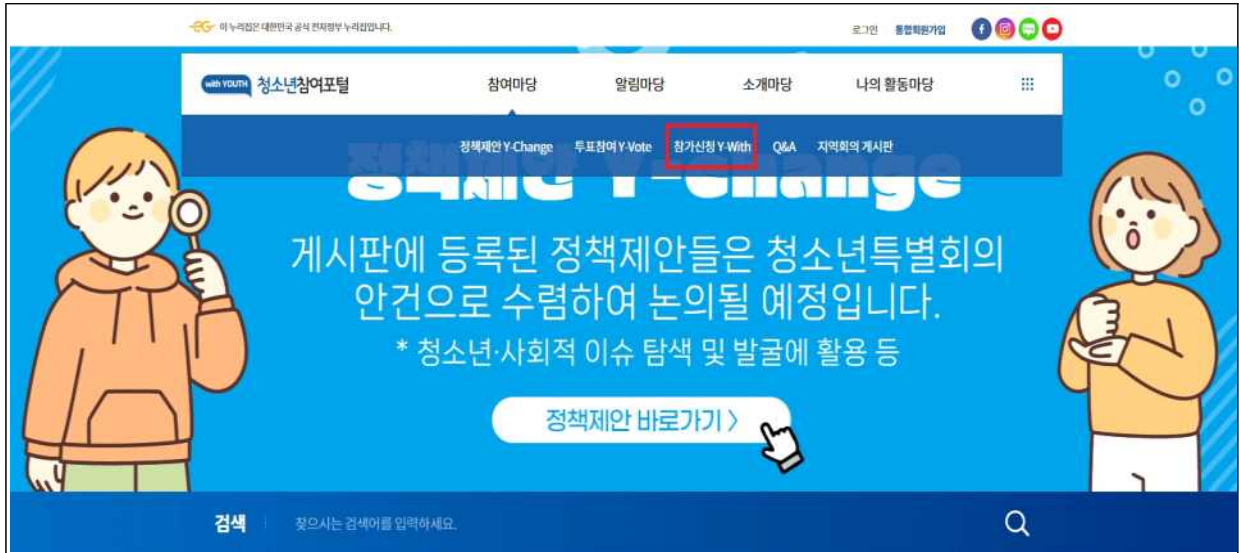 이 누리집은 대한민국 공식 전자정부 누리집입니다.
로그인 통합회원가입
with YOUTH 청소년참여포털 참여마당 알림마당 소개마당 나의 활동마당
정책제안 Y-Change 투표참여 Y-Vote 참가신청 Y-With Q&A 지역회의 게시판
정책제안 Y-Change
게시판에 등록된 정책제안들은 청소년특별회의
안건으로 수렴하여 논의될 예정입니다.
* 청소년·사회적 이슈 탐색 및 발굴에 활용 등
정책제안 바로가기 〉
검색 찾으시는 검색어를 입력하세요.